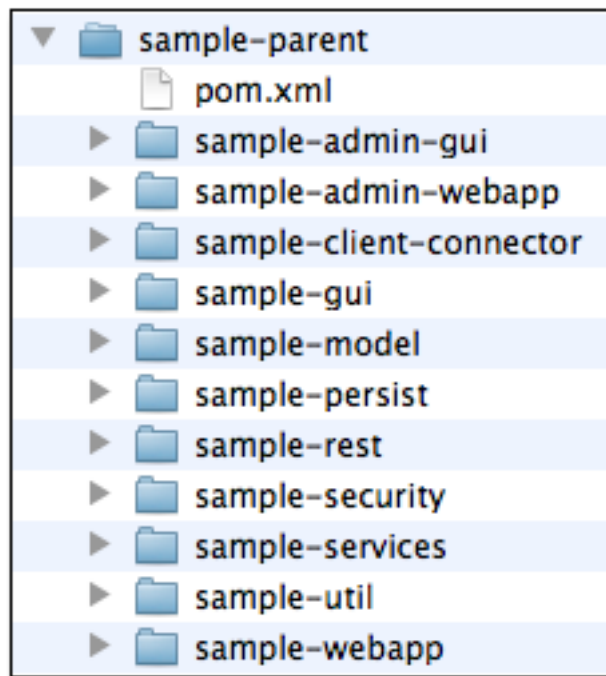 sample-parent
pom.xml
sample-admin-gui
sample-admin-webapp
sample-client-connector
sample-gui
sample-model
sample-persist
sample-rest
sample-security
sample-services
sample-util
sample-webapp